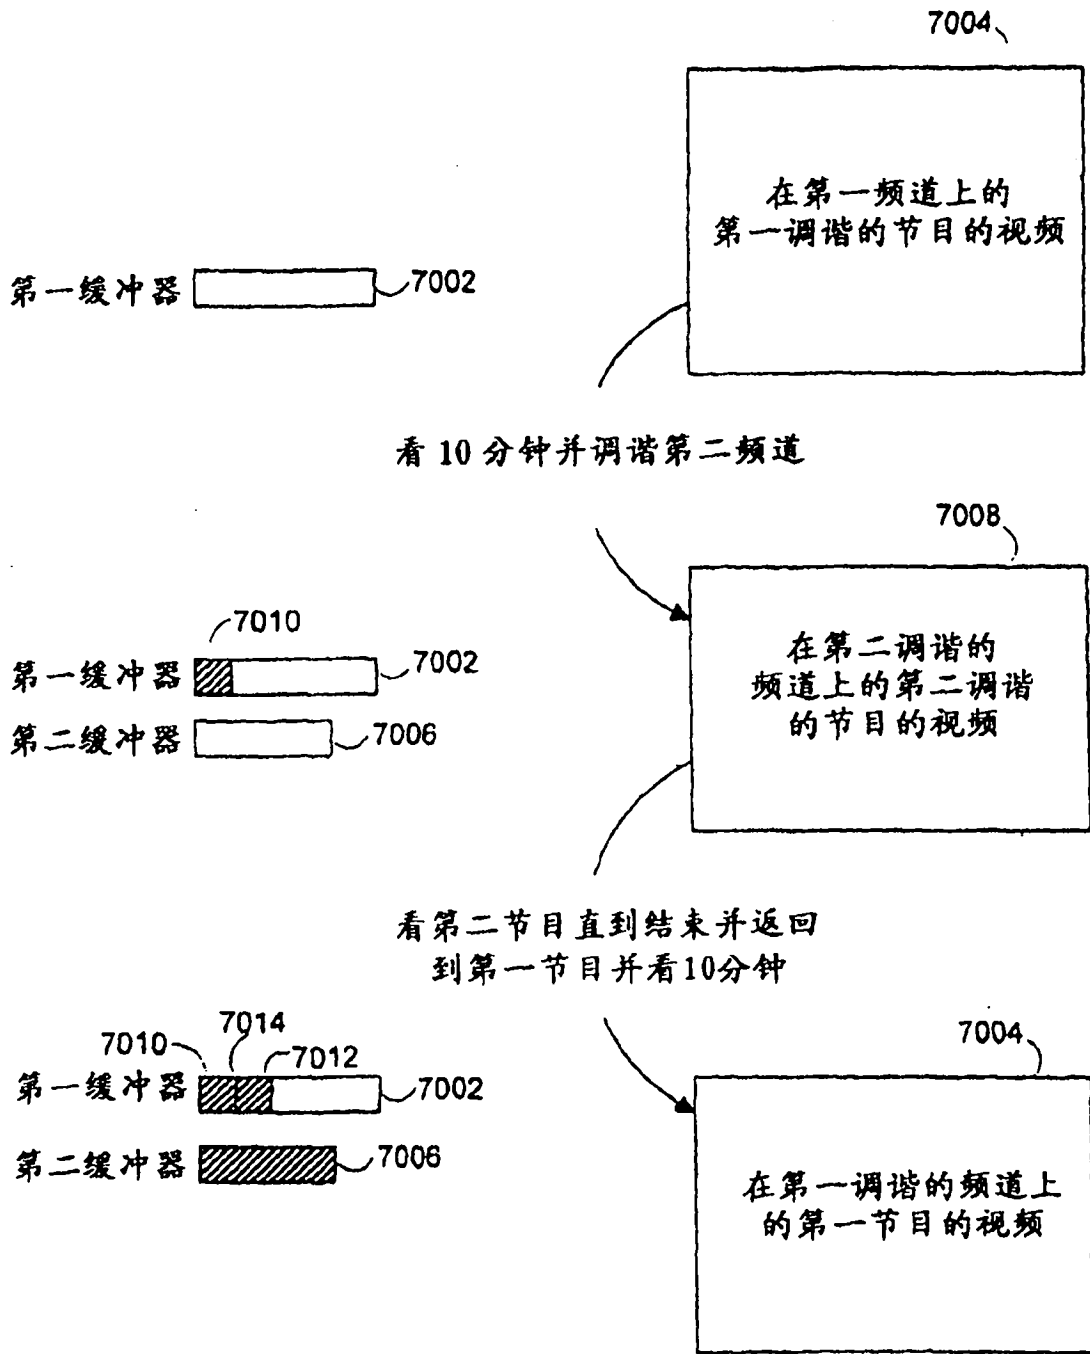 7004
在第一频道上的
第一调谐的节目的视频
第一缓冲器
7002
看10分钟并调谐第二频道
7008
7010
第一缓冲器
7002
第二缓冲器
7006
在第二调谐的
频道上的第二调谐
的节目的视频
看第二节目直到结束并返回
到第一节目并看10分钟
7014
7010
7012
第一缓冲器
7002
第二缓冲器
7006
7004
在第一调谐的频道上
的第一节目的视频